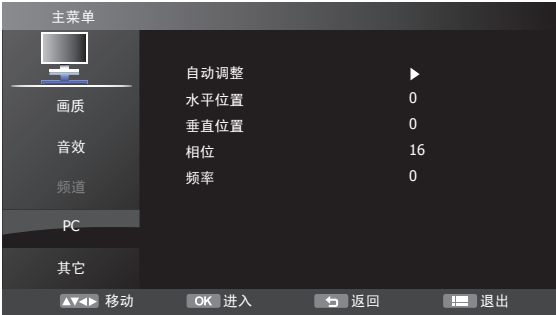 主菜单
画质
音效
频道
PC
其它
自动调整 ▶
水平位置 0
垂直位置 0
相位 16
频率 0
▲▼◀▶ 移动 OK 进入 返回 退出